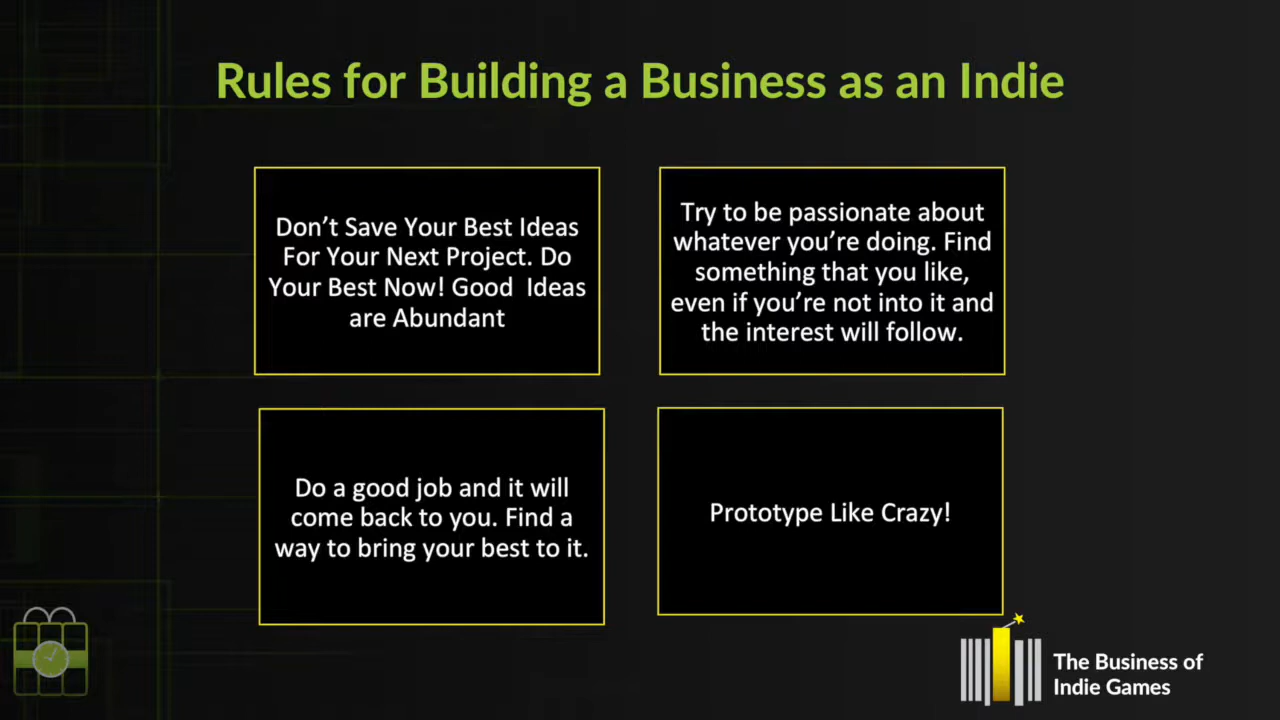 Rules for Building a Business as an Indie
Don't Save Your Best Ideas
For Your Next Project. Do
Your Best Now! Good  Ideas
are Abundant
Try to be passionate about
whatever you're doing. Find
something that you like,
even if you're not into it and
the interest will follow.
Do a good job and it will
come back to you. Find a
way to bring your best to it.
Prototype Like Crazy!
The Business of
Indie Games